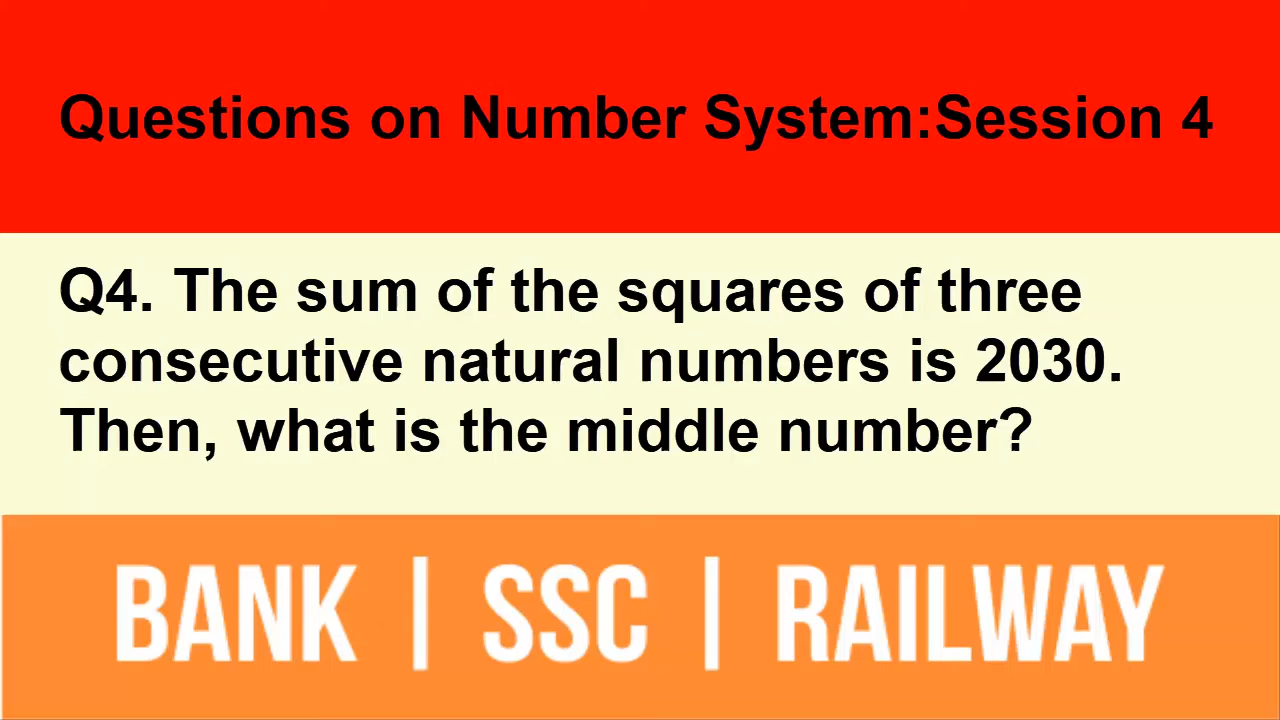 Questions on Number System:Session 4
Q4. The sum of the squares of three
consecutive natural numbers is 2030.
Then, what is the middle number?
BANK | SSC | RAILWAY